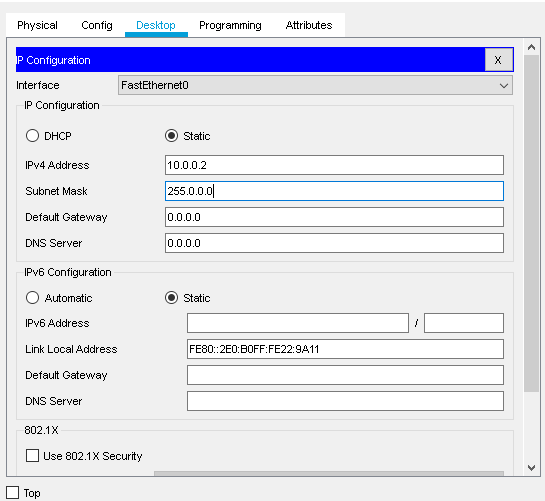 Physical Config Desktop Programming Attributes
IP Configuration X
Interface FastEthernet0
IP Configuration
DHCP Static
IPv4 Address 10.0.0.2
Subnet Mask 255.0.0.0
Default Gateway 0.0.0.0
DNS Server 0.0.0.0
IPv6 Configuration
Automatic Static
IPv6 Address /
Link Local Address FE80::2E0:B0FF:FE22:9A11
Default Gateway
DNS Server
802.1X
Use 802.1X Security
Top